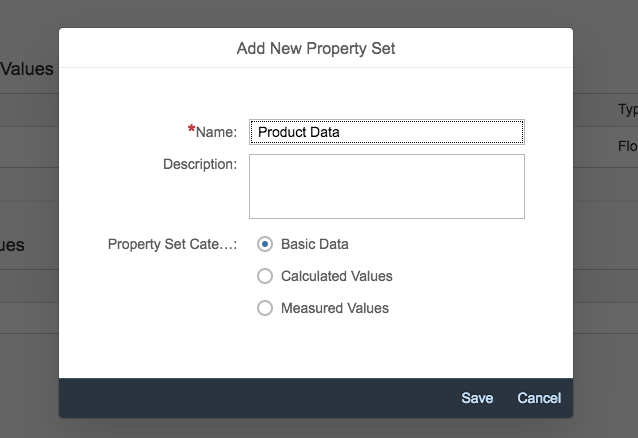 Add New Property Set
Values
Typ
*Name: Product Data
Description:
Flo
Property Set Cate...: Basic Data
ues
Calculated Values
Measured Values
Save Cancel